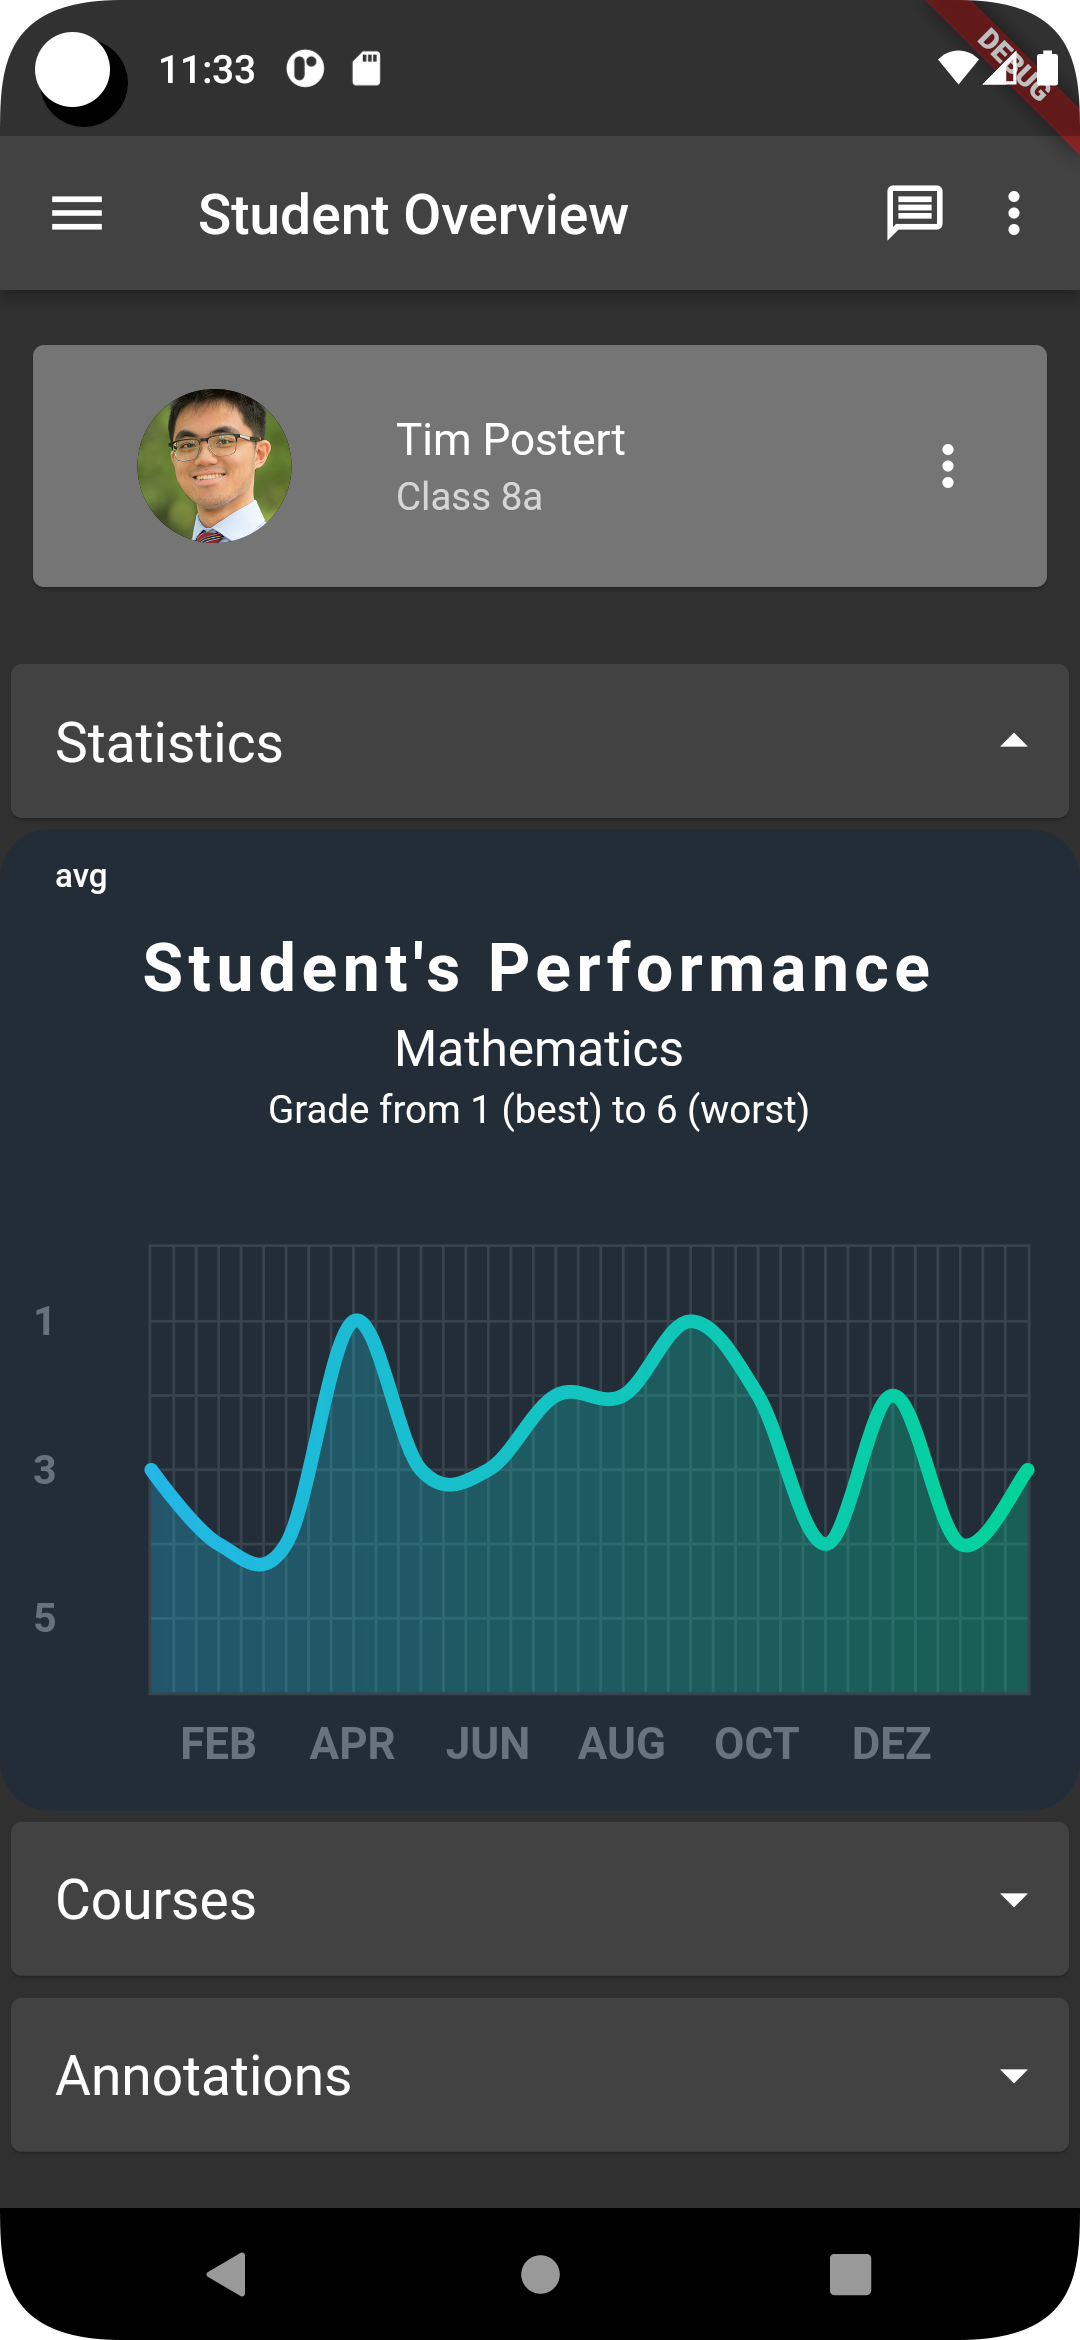 11:33
DEBUG
Student Overview
Tim Postert
Class 8a
Statistics
avg
Student's Performance
Mathematics
Grade from 1 (best) to 6 (worst)
1
3
5
FEB APR JUN AUG OCT DEZ
Courses
Annotations